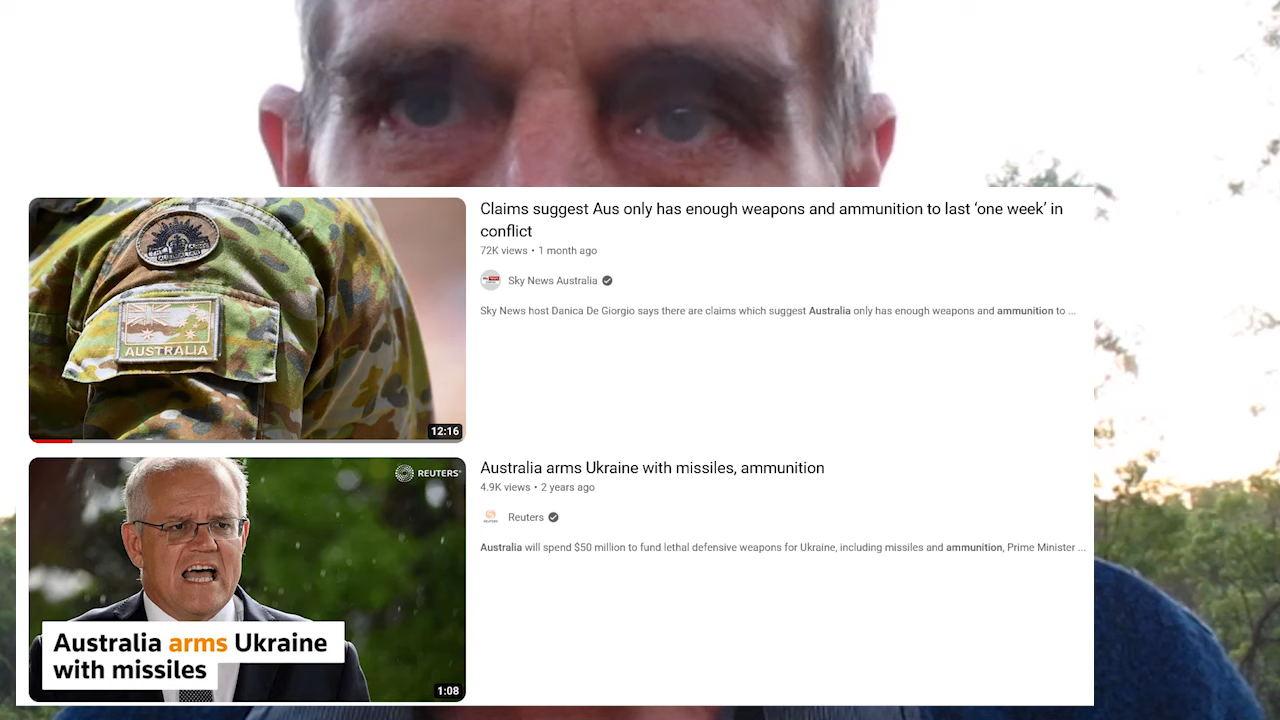 AUSTRALIA
12:16
Claims suggest Aus only has enough weapons and ammunition to last ‘one week’ in
conflict
72K views • 1 month ago
Sky News Australia
Sky News host Danica De Giorgio says there are claims which suggest Australia only has enough weapons and ammunition to ...
REUTERS
Australia arms Ukraine
with missiles
1:08
Australia arms Ukraine with missiles, ammunition
4.9K views • 2 years ago
Reuters
Australia will spend $50 million to fund lethal defensive weapons for Ukraine, including missiles and ammunition, Prime Minister ...